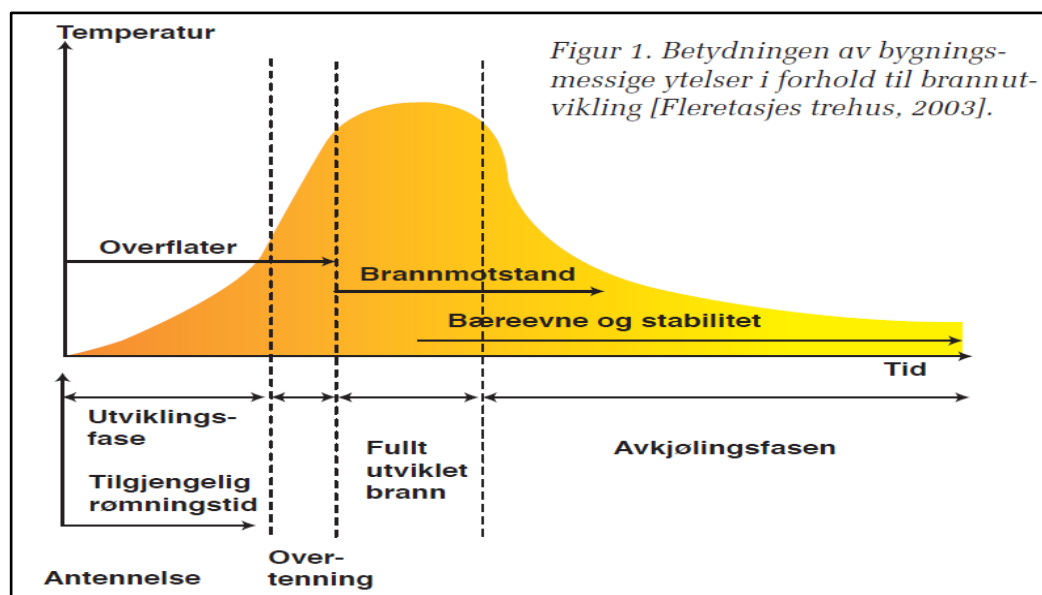 Temperatur
Figur 1. Betydningen av bygnings-
messige ytelser i forhold til brannut-
vikling [Fleretasjes trehus, 2003].
Overflater
Brannmotstand
Bæreevne og stabilitet
Tid
Utviklings-
fase
Tilgjengelig
rømningstid
Fullt
utviklet
brann
Avkjølingsfasen
Antennelse
Over-
tenning